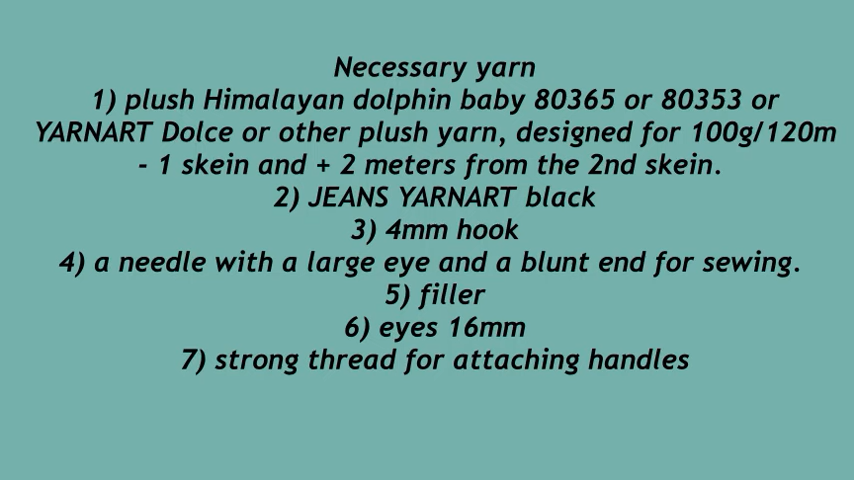 Necessary yarn
1) plush Himalayan dolphin baby 80365 or 80353 or
YARNART Dolce or other plush yarn, designed for 100g/120m
- 1 skein and + 2 meters from the 2nd skein.
2) JEANS YARNART black
3) 4mm hook
4) a needle with a large eye and a blunt end for sewing.
5) filler
6) eyes 16mm
7) strong thread for attaching handles